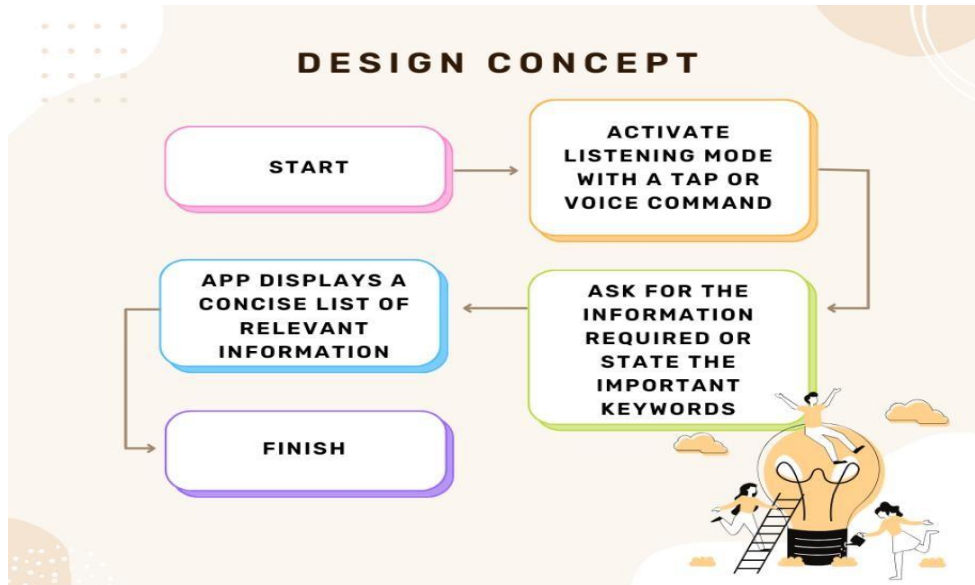 DESIGN CONCEPT
START
ACTIVATE
LISTENING MODE
WITH A TAP OR
VOICE COMMAND
ASK FOR THE
INFORMATION
REQUIRED OR
STATE THE
IMPORTANT
KEYWORDS
APP DISPLAYS A
CONCISE LIST OF
RELEVANT
INFORMATION
FINISH